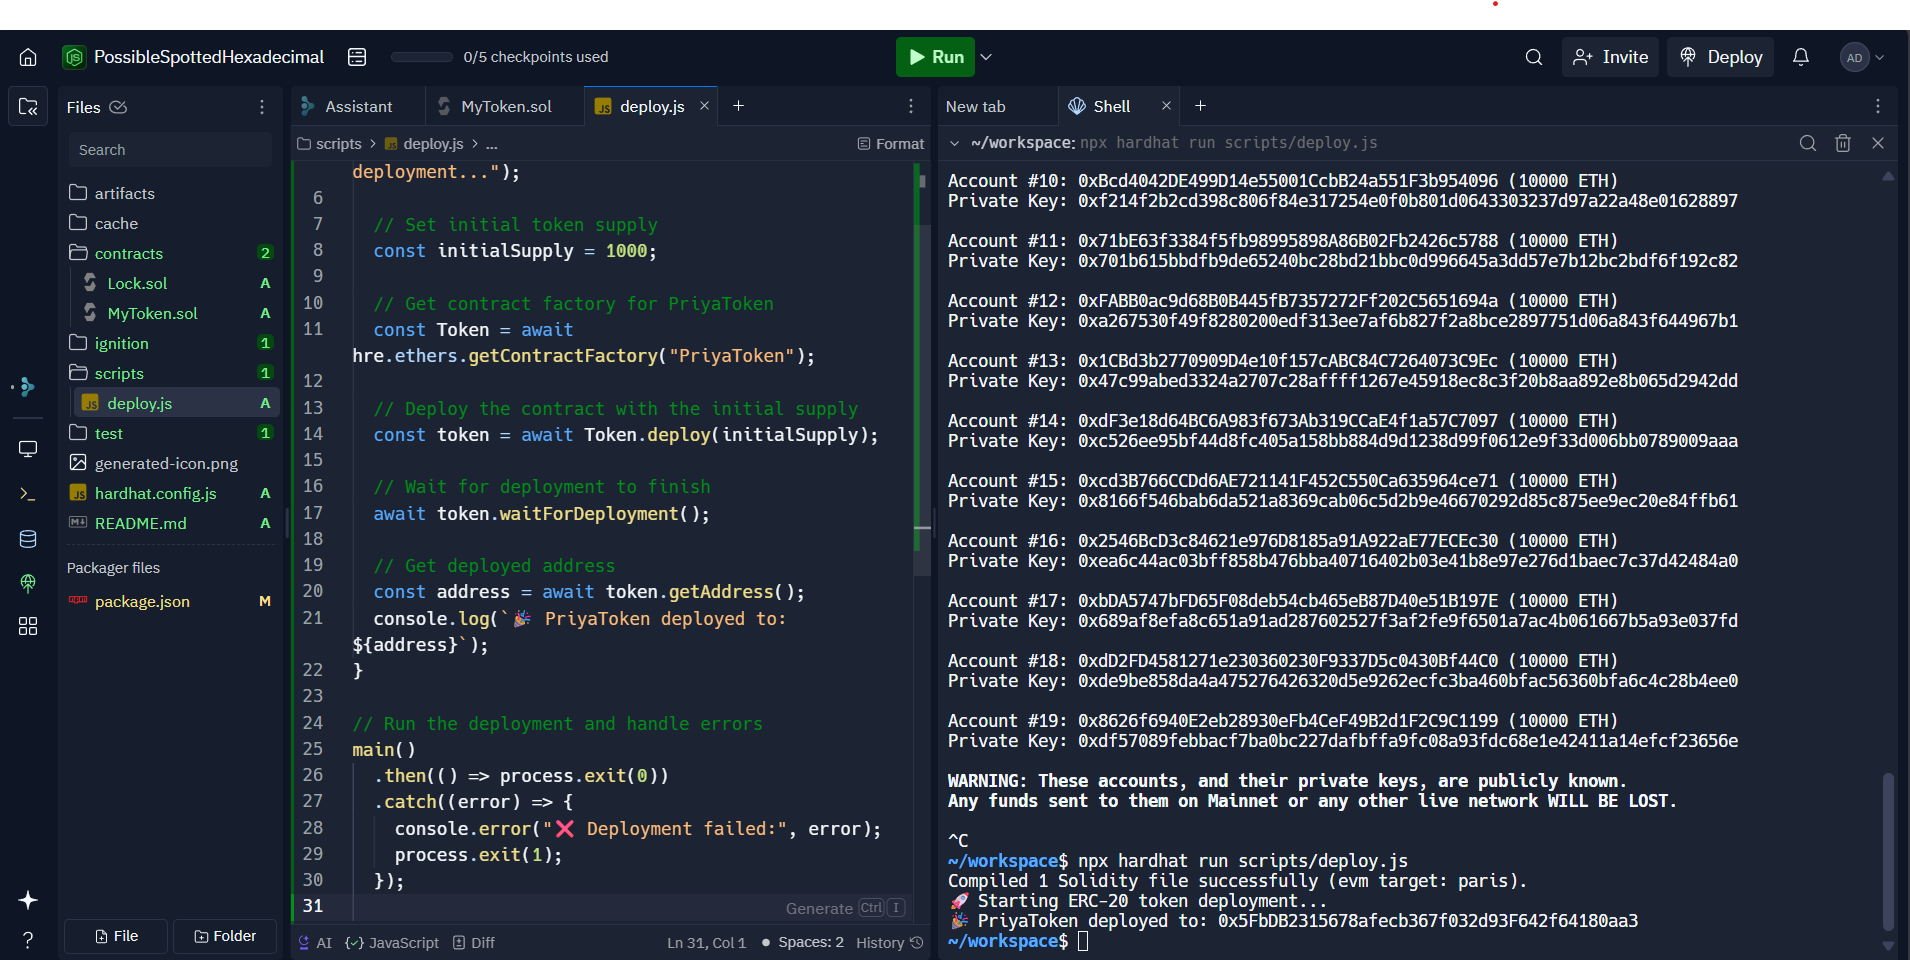 PossibleSpottedHexadecimal
0/5 checkpoints used
Run
Invite
Deploy
AD
Files
Search
artifacts
cache
contracts 2
Lock.sol A
MyToken.sol A
ignition 1
scripts 1
JS deploy.js A
test 1
generated-icon.png
JS hardhat.config.js A
README.md A
Packager files
package.json M
File
Folder
Assistant
MyToken.sol
JS deploy.js
scripts > JS deploy.js > ...
Format
deployment...");
6
7 // Set initial token supply
8 const initialSupply = 1000;
9
10 // Get contract factory for PriyaToken
11 const Token = await
hre.ethers.getContractFactory("PriyaToken");
12
13 // Deploy the contract with the initial supply
14 const token = await Token.deploy(initialSupply);
15
16 // Wait for deployment to finish
17 await token.waitForDeployment();
18
19 // Get deployed address
20 const address = await token.getAddress();
21 console.log(`🎉 PriyaToken deployed to:
${address}`);
22 }
23
24 // Run the deployment and handle errors
25 main()
26 .then(() => process.exit(0))
27 .catch((error) => {
28 console.error("❌ Deployment failed:", error);
29 process.exit(1);
30 });
31
Generate Ctrl I
AI
JavaScript
Diff
Ln 31, Col 1
Spaces: 2
History
New tab
Shell
~/workspace: npx hardhat run scripts/deploy.js
Account #10: 0xBcd4042DE499D14e55001CcbB24a551F3b954096 (10000 ETH)
Private Key: 0xf214f2b2cd398c806f84e317254e0f0b801d0643303237d97a22a48e01628897
Account #11: 0x71bE63f3384f5fb98995898A86B02Fb2426c5788 (10000 ETH)
Private Key: 0x701b615bbdfb9de65240bc28bd21bbc0d996645a3dd57e7b12bc2bdf6f192c82
Account #12: 0xFABB0ac9d68B0B445fB7357272Ff202C5651694a (10000 ETH)
Private Key: 0xa267530f49f8280200edf313ee7af6b827f2a8bce2897751d06a843f644967b1
Account #13: 0x1CBd3b2770909D4e10f157cABC84C7264073C9Ec (10000 ETH)
Private Key: 0x47c99abed3324a2707c28affff1267e45918ec8c3f20b8aa892e8b065d2942dd
Account #14: 0xdF3e18d64BC6A983f673Ab319CCaE4f1a57C7097 (10000 ETH)
Private Key: 0xc526ee95bf44d8fc405a158bb884d9d1238d99f0612e9f33d006bb0789009aaa
Account #15: 0xcd3B766CCDd6AE721141F452C550Ca635964ce71 (10000 ETH)
Private Key: 0x8166f546bab6da521a8369cab06c5d2b9e46670292d85c875ee9ec20e84ffb61
Account #16: 0x2546BcD3c84621e976D8185a91A922aE77ECEc30 (10000 ETH)
Private Key: 0xea6c44ac03bff858b476bba40716402b03e41b8e97e276d1baec7c37d42484a0
Account #17: 0xbDA5747bFD65F08deb54cb465eB87D40e51B197E (10000 ETH)
Private Key: 0x689af8efa8c651a91ad287602527f3af2fe9f6501a7ac4b061667b5a93e037fd
Account #18: 0xdD2FD4581271e230360230F9337D5c0430Bf44C0 (10000 ETH)
Private Key: 0xde9be858da4a475276426320d5e9262ecfc3ba460bfac56360bfa6c4c28b4ee0
Account #19: 0x8626f6940E2eb28930eFb4CeF49B2d1F2C9C1199 (10000 ETH)
Private Key: 0xdf57089febbacf7ba0bc227dafbffa9fc08a93fdc68e1e42411a14efcf23656e
WARNING: These accounts, and their private keys, are publicly known.
Any funds sent to them on Mainnet or any other live network WILL BE LOST.
^C
~/workspace$ npx hardhat run scripts/deploy.js
Compiled 1 Solidity file successfully (evm target: paris).
🚀 Starting ERC-20 token deployment...
🎉 PriyaToken deployed to: 0x5FbDB2315678afecb367f032d93F642f64180aa3
~/workspace$